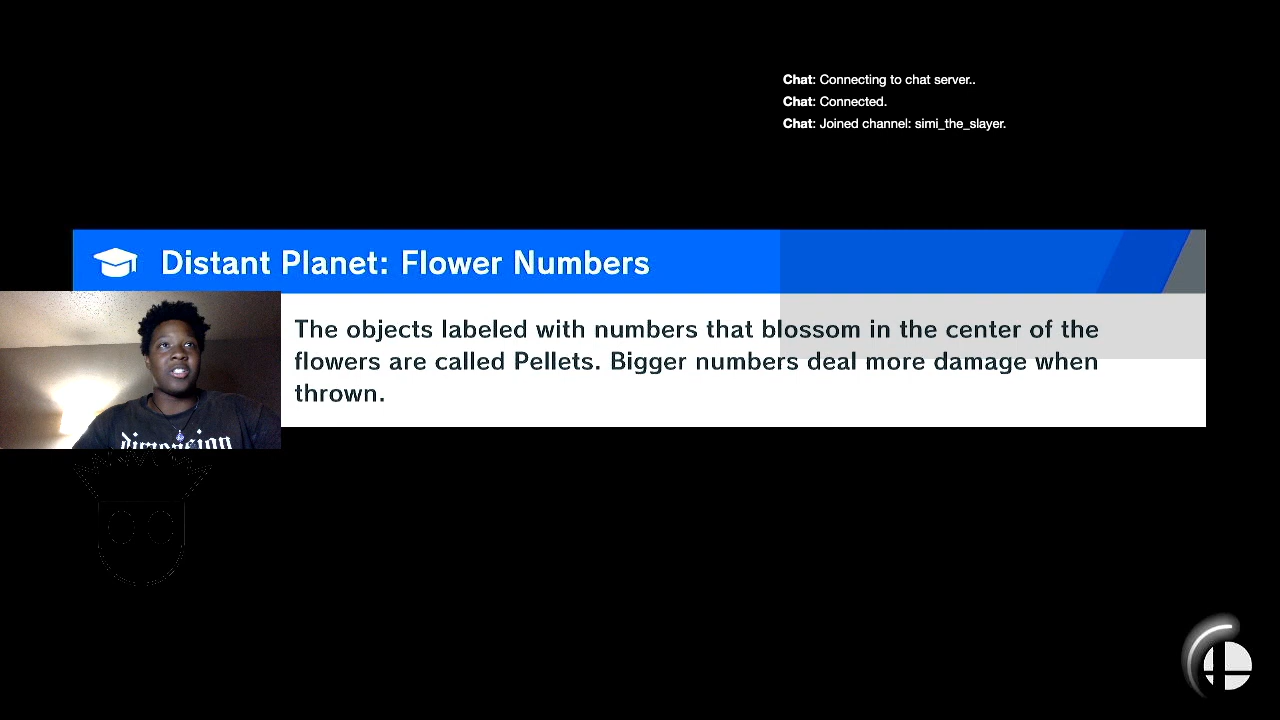 Chat: Connecting to chat server..
Chat: Connected.
Chat: Joined channel: simi_the_slayer.
Distant Planet: Flower Numbers
The objects labeled with numbers that blossom in the center of the
flowers are called Pellets. Bigger numbers deal more damage when
thrown.
dimension